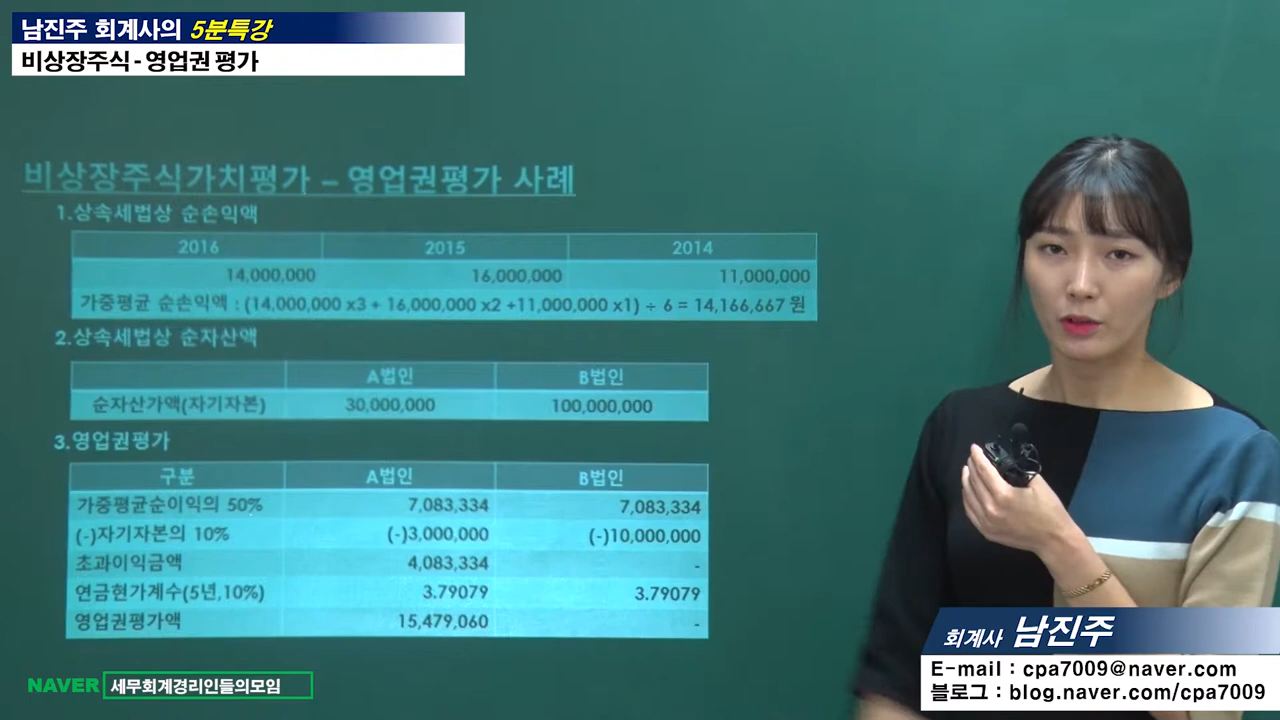 남진주 회계사의 5분특강
비상장주식 - 영업권 평가
비상장주식가치평가 – 영업권평가 사례
1.상속세법상 순손익액
2016 2015 2014
14,000,000 16,000,000 11,000,000
가중평균 순손익액 : (14,000,000 x3 + 16,000,000 x2 +11,000,000 x1) ÷ 6 = 14,166,667 원
2.상속세법상 순자산액
A법인 B법인
순자산가액(자기자본) 30,000,000 100,000,000
3.영업권평가
구분 A법인 B법인
가중평균순이익의 50% 7,083,334 7,083,334
(-)자기자본의 10% (-)3,000,000 (-)10,000,000
초과이익금액 4,083,334 -
연금현가계수(5년,10%) 3.79079 3.79079
영업권평가액 15,479,060 -
회계사 남진주
E-mail : cpa7009@naver.com
블로그 : blog.naver.com/cpa7009
NAVER 세무회계경리인들의모임